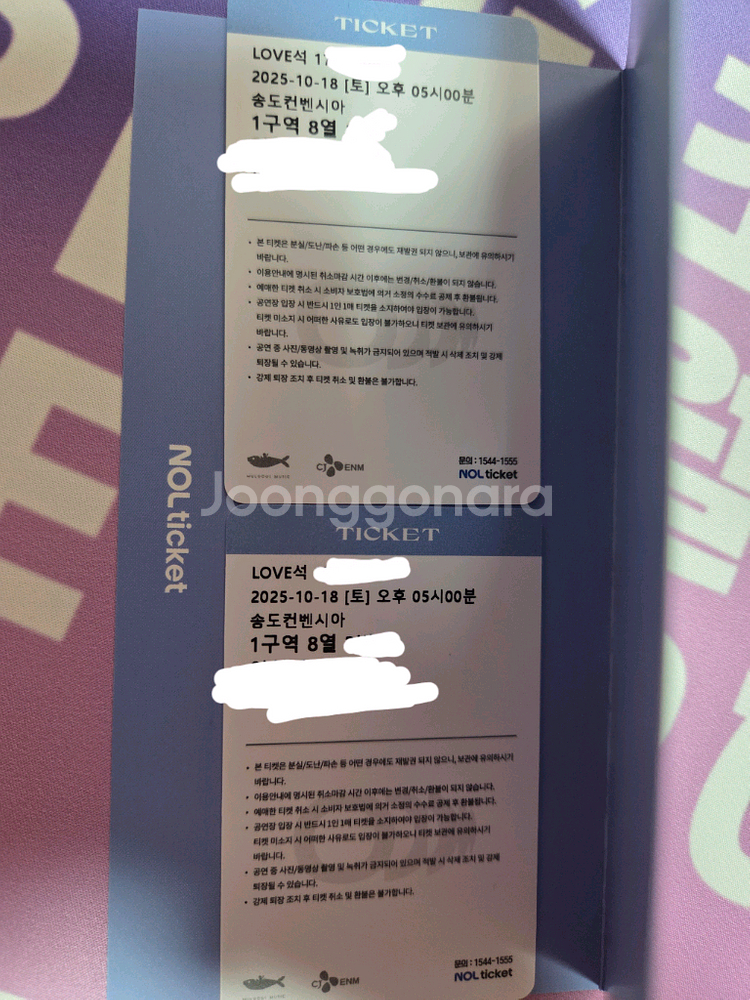 TICKET
LOVE석 17
2025-10-18 [토] 오후 05시00분
송도컨벤시아
1구역 8열
• 본 티켓은 분실/도난/파손 등 어떤 경우에도 재발권 되지 않으니, 보관에 유의하시기
바랍니다.
• 이용안내에 명시된 취소마감 시간 이후에는 변경/취소/환불이 되지 않습니다.
• 예매한 티켓 취소 시 소비자 보호법에 의거 소정의 수수료 공제 후 환불됩니다.
• 공연장 입장 시 반드시 1인 1매 티켓을 소지하여야 입장이 가능합니다.
티켓 미소지 시 어떠한 사유로도 입장이 불가하오니 티켓 보관에 유의하시기
바랍니다.
• 공연 중 사진/동영상 촬영 및 녹취가 금지되어 있으며 적발 시 삭제 조치 및 강제
퇴장될 수 있습니다.
• 강제 퇴장 조치 후 티켓 취소 및 환불은 불가합니다.
CJ ENM
문의 : 1544-1555
NOL ticket
NOL ticket
Joonggonara
TICKET
LOVE석
2025-10-18 [토] 오후 05시00분
송도컨벤시아
1구역 8열
• 본 티켓은 분실/도난/파손 등 어떤 경우에도 재발권 되지 않으니, 보관에 유의하시기
바랍니다.
• 이용안내에 명시된 취소마감 시간 이후에는 변경/취소/환불이 되지 않습니다.
• 예매한 티켓 취소 시 소비자 보호법에 의거 소정의 수수료 공제 후 환불됩니다.
• 공연장 입장 시 반드시 1인 1매 티켓을 소지하여야 입장이 가능합니다.
티켓 미소지 시 어떠한 사유로도 입장이 불가하오니 티켓 보관에 유의하시기
바랍니다.
• 공연 중 사진/동영상 촬영 및 녹취가 금지되어 있으며 적발 시 삭제 조치 및 강제
퇴장될 수 있습니다.
• 강제 퇴장 조치 후 티켓 취소 및 환불은 불가합니다.
CJ ENM
문의 : 1544-1555
NOL ticket